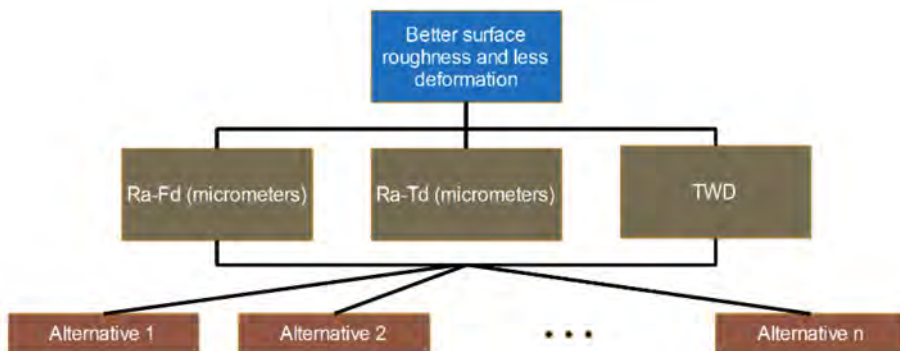 Better surface
roughness and less
deformation
Ra-Fd (micrometers)
Ra-Td (micrometers)
TWD
Alternative 1
Alternative 2
• • •
Alternative n